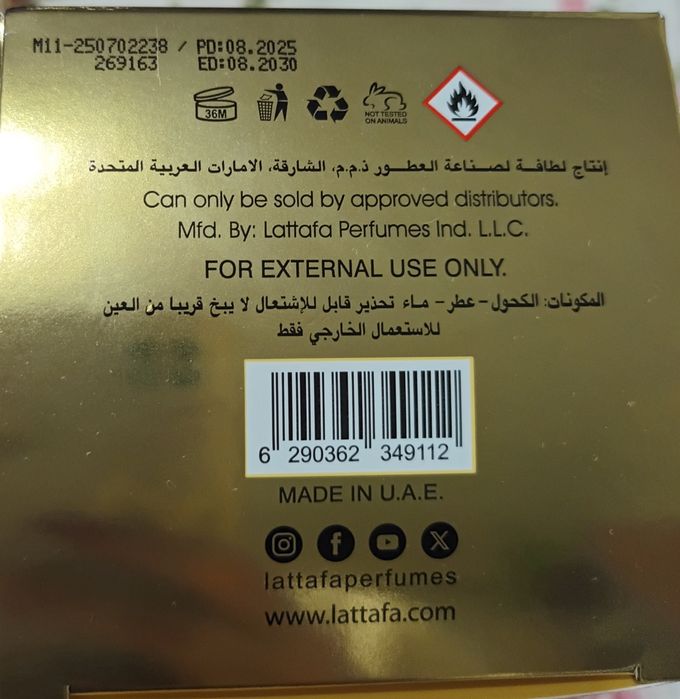 M11-250702238 / PD:08.2025
269163 ED:08.2030
36M
NOT TESTED
ON ANIMALS
إنتاج لطافة لصناعة العطور ذ.م.م، الشارقة، الامارات العربية المتحدة
Can only be sold by approved distributors.
Mfd. By: Lattafa Perfumes Ind. L.L.C.
FOR EXTERNAL USE ONLY.
المكونات: الكحول - عطر - ماء تحذير قابل للإشتعال لا يبخ قريبا من العين
للاستعمال الخارجي فقط
6 290362 349112
MADE IN U.A.E.
lattafaperfumes
www.lattafa.com